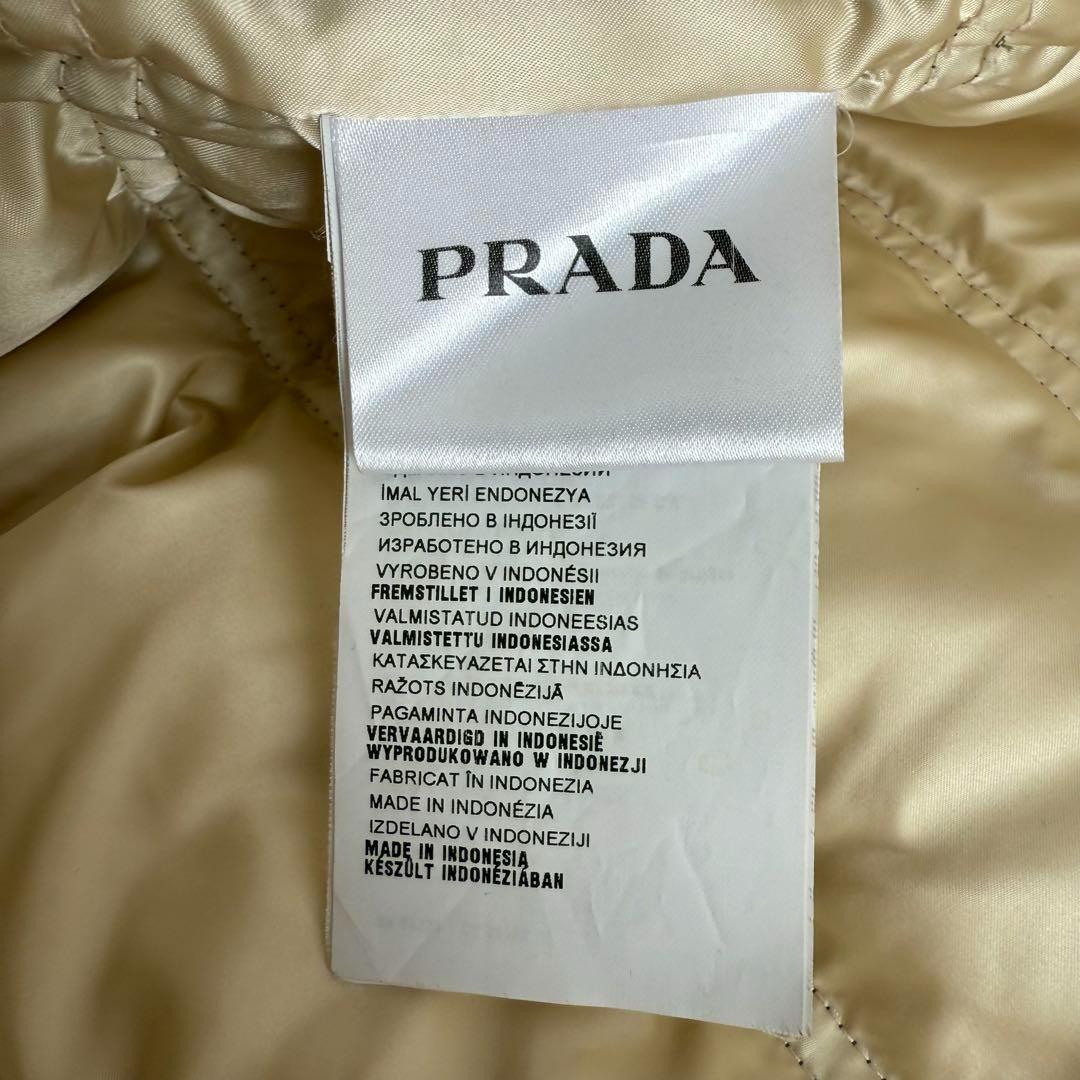 PRADA
В ИНДОНЕЗИИ
İMAL YERİ ENDONEZYA
ЗРОБЛЕНО В ІНДОНЕЗІЇ
ИЗРАБОТЕНО В ИНДОНЕЗИЯ
VYROBENO V INDONÉSII
FREMSTILLET I INDONESIEN
VALMISTATUD INDONEESIAS
VALMISTETTU INDONESIASSA
ΚΑΤΑΣΚΕΥΑΖΕΤΑΙ ΣΤΗΝ ΙΝΔΟΝΗΣΙΑ
RAŽOTS INDONĒZIJĀ
PAGAMINTA INDONEZIJOJE
VERVAARDIGD IN INDONESIË
WYPRODUKOWANO W INDONEZJI
FABRICAT ÎN INDONEZIA
MADE IN INDONÉZIA
IZDELANO V INDONEZIJI
MADE IN INDONESIA
KÉSZÜLT INDONÉZIÁBAN